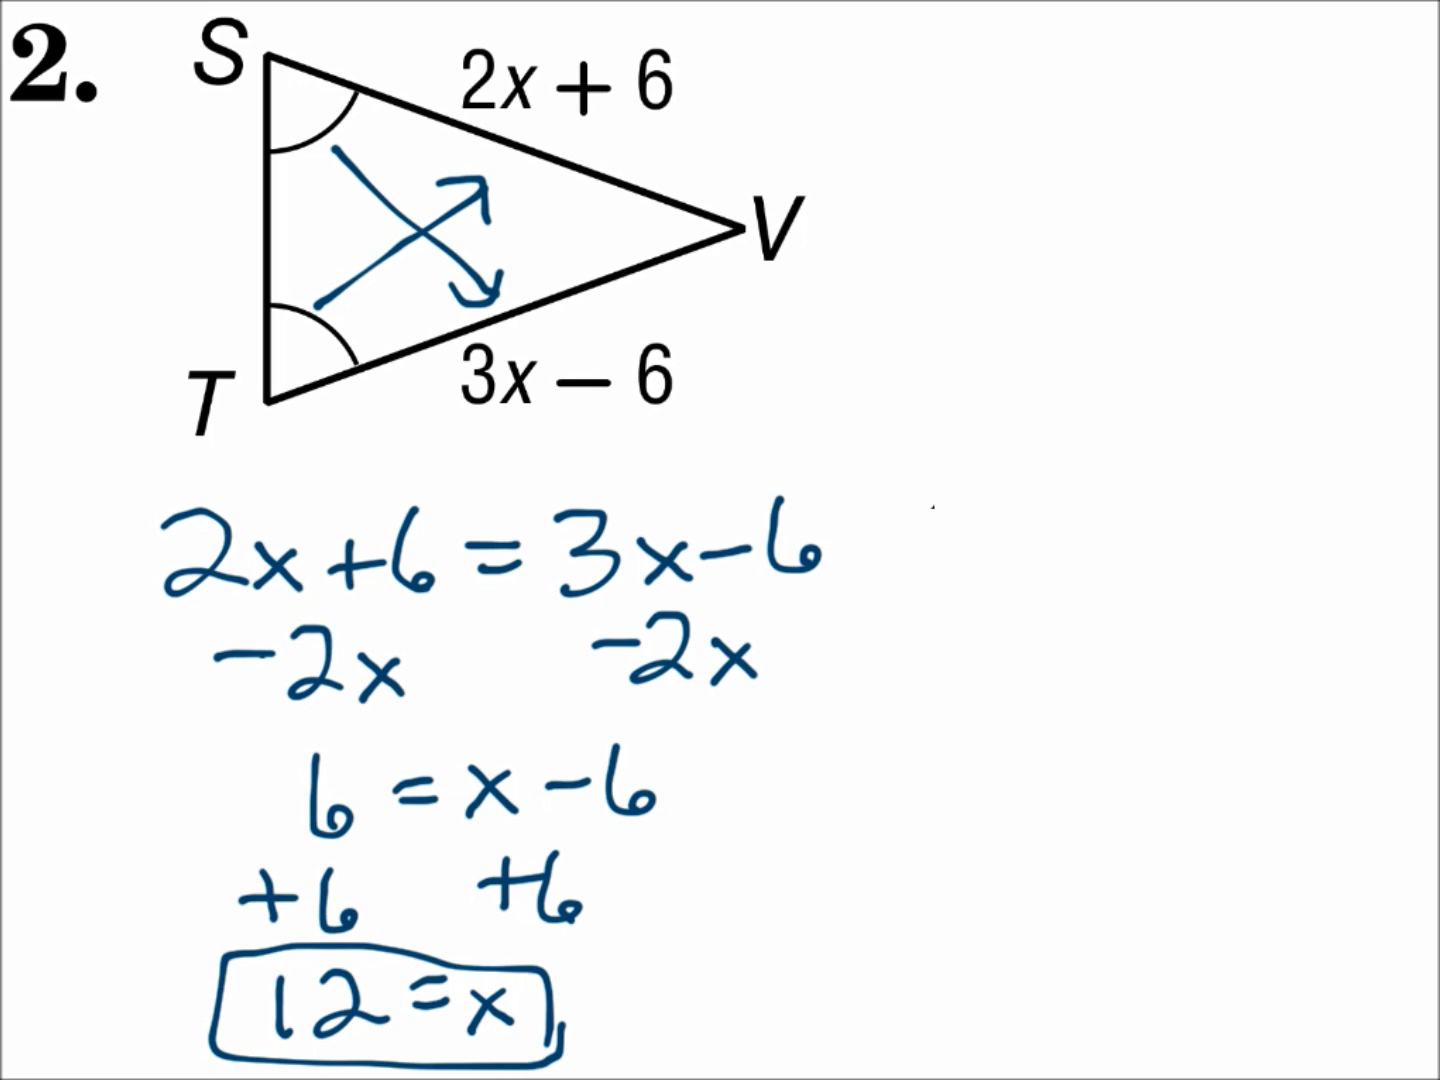 2.
S
2x + 6
V
T
3x – 6
2x+6=3x-6
-2x -2x
6=x-6
+6 +6
12=x